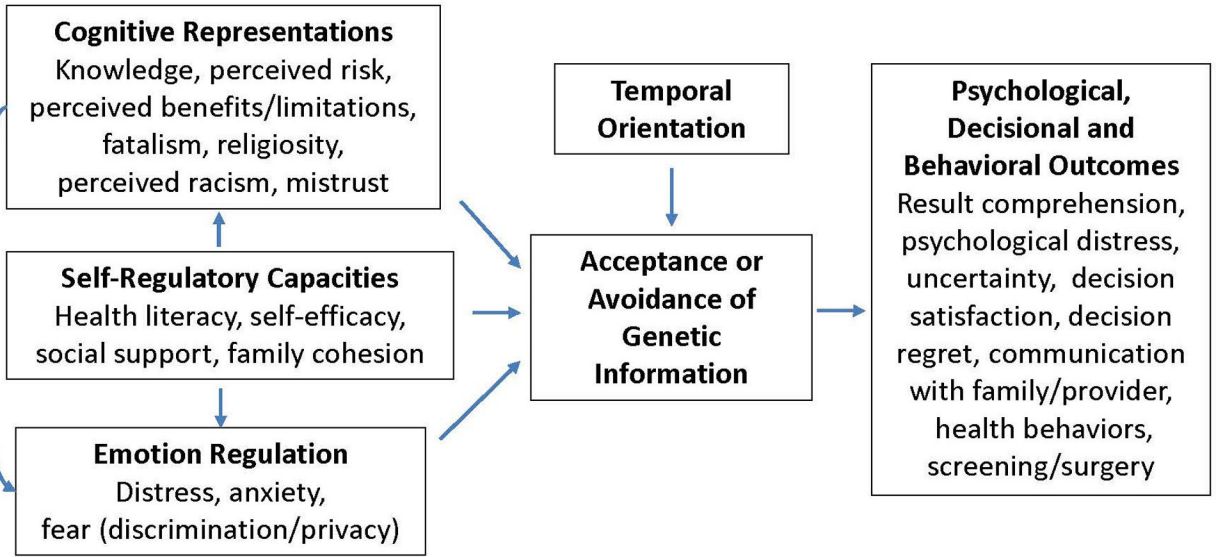 Cognitive Representations
Knowledge, perceived risk,
perceived benefits/limitations,
fatalism, religiosity,
perceived racism, mistrust
Self-Regulatory Capacities
Health literacy, self-efficacy,
social support, family cohesion
Emotion Regulation
Distress, anxiety,
fear (discrimination/privacy)
Temporal
Orientation
Acceptance or
Avoidance of
Genetic
Information
Psychological,
Decisional and
Behavioral Outcomes
Result comprehension,
psychological distress,
uncertainty, decision
satisfaction, decision
regret, communication
with family/provider,
health behaviors,
screening/surgery